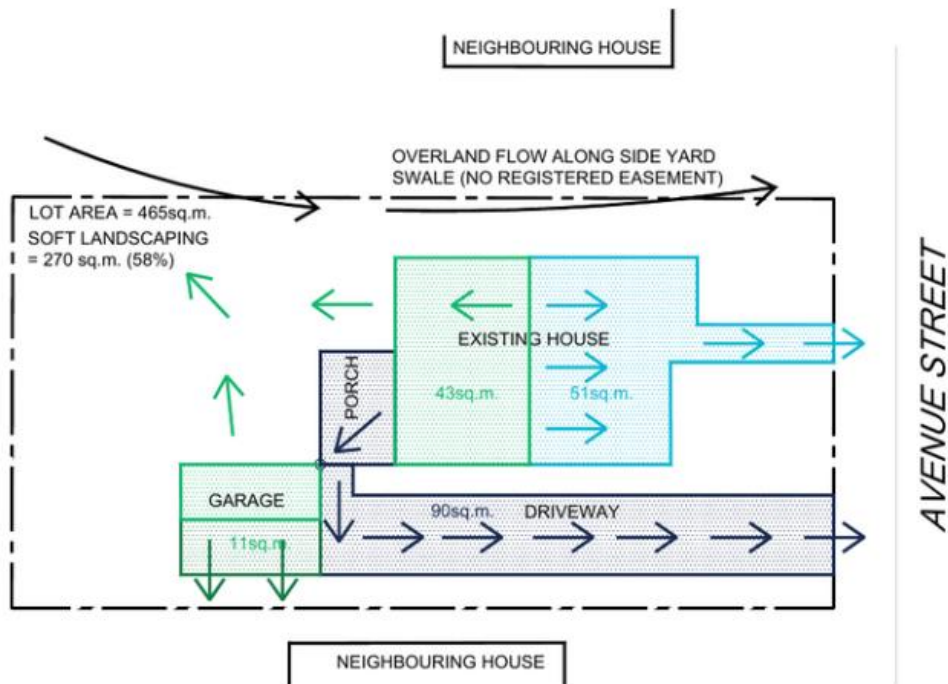 NEIGHBOURING HOUSE
OVERLAND FLOW ALONG SIDE YARD
SWALE (NO REGISTERED EASEMENT)
LOT AREA = 465sq.m.
SOFT LANDSCAPING
= 270 sq.m. (58%)
EXISTING HOUSE
PORCH
43sq.m.
51sq.m.
AVENUE STREET
GARAGE
90sq.m.
DRIVEWAY
11sq.m.
NEIGHBOURING HOUSE